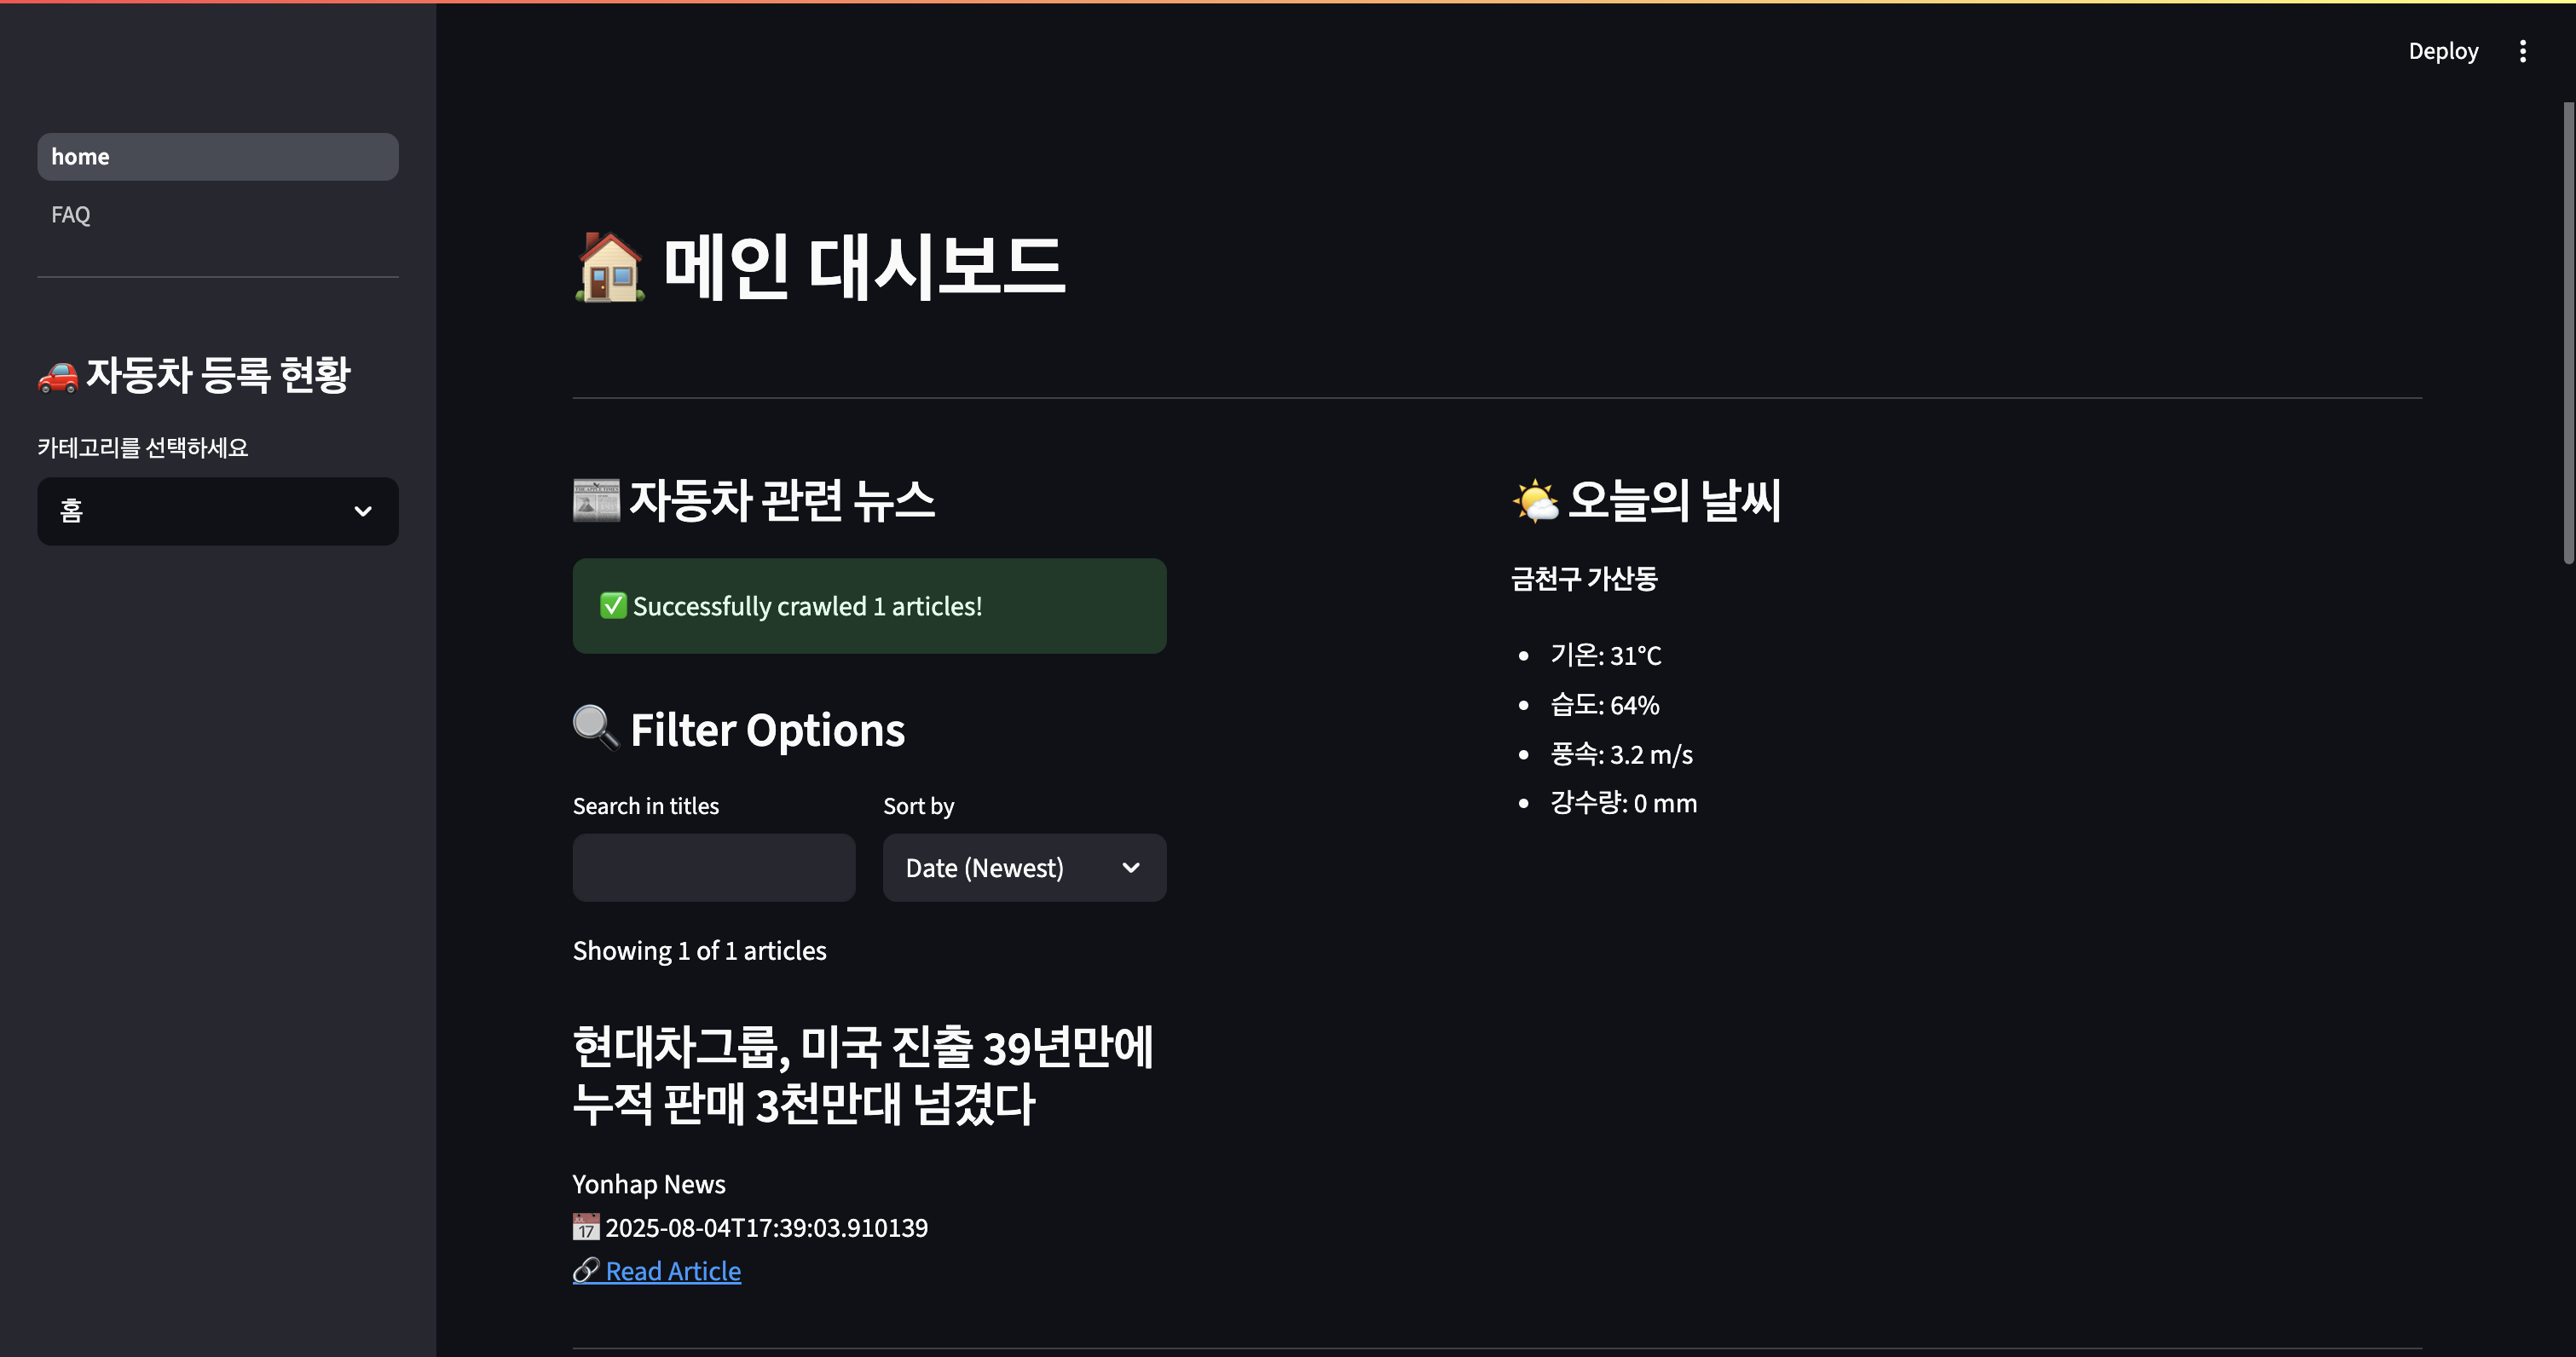 Deploy
home
FAQ
🚗 자동차 등록 현황
카테고리를 선택하세요
홈
🏠 메인 대시보드
📰 자동차 관련 뉴스
✅ Successfully crawled 1 articles!
🔍 Filter Options
Search in titles
Sort by
Date (Newest)
Showing 1 of 1 articles
현대차그룹, 미국 진출 39년만에
누적 판매 3천만대 넘겼다
Yonhap News
📅 2025-08-04T17:39:03.910139
🔗 Read Article
🌤️ 오늘의 날씨
금천구 가산동
• 기온: 31°C
• 습도: 64%
• 풍속: 3.2 m/s
• 강수량: 0 mm